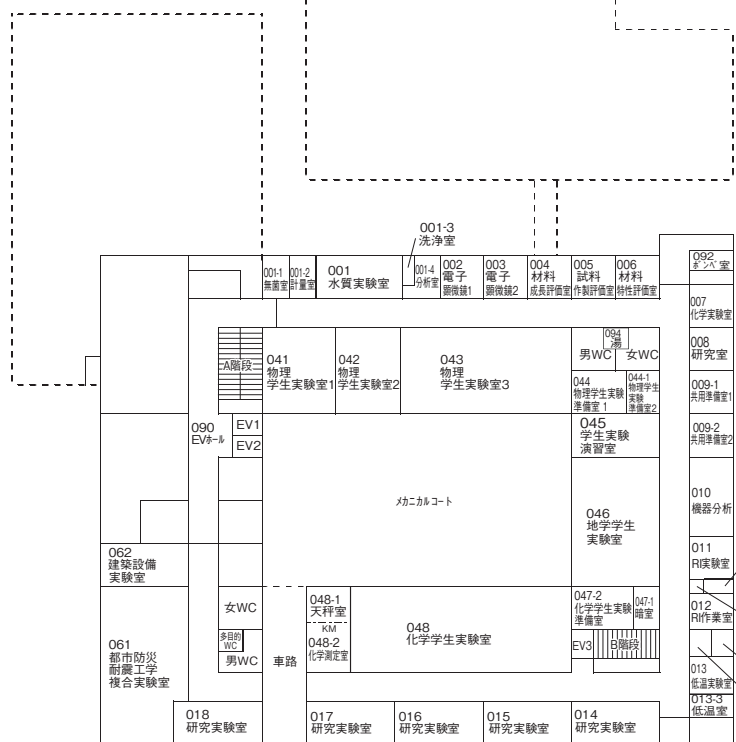 001-3
洗浄室
092
ボンベ室
001-1
無菌室
001-2
計量室
001
水質実験室
001-4
分析室
002
電子
顕微鏡1
003
電子
顕微鏡2
004
材料
成長評価室
005
試料
作製評価室
006
材料
特性評価室
007
化学実験室
008
研究室
009-1
共用準備室1
009-2
共用準備室2
010
機器分析
011
RI実験室
012
RI作業室
013
低温実験室
013-3
低温室
A階段
041
物理
学生実験室1
042
物理
学生実験室2
043
物理
学生実験室3
094
湯
男WC
女WC
044
物理学生実験
準備室 1
044-1
物理学生
実験
準備室2
045
学生実験
演習室
090
EVホール
EV1
EV2
メカニカルコート
046
地学学生
実験室
062
建築設備
実験室
061
都市防災
耐震工学
複合実験室
女WC
多目的
WC
男WC
車路
048-1
天秤室
KM
048-2
化学測定室
048
化学学生実験室
047-2
化学学生実験
準備室
047-1
暗室
EV3
B階段
018
研究実験室
017
研究実験室
016
研究実験室
015
研究実験室
014
研究実験室